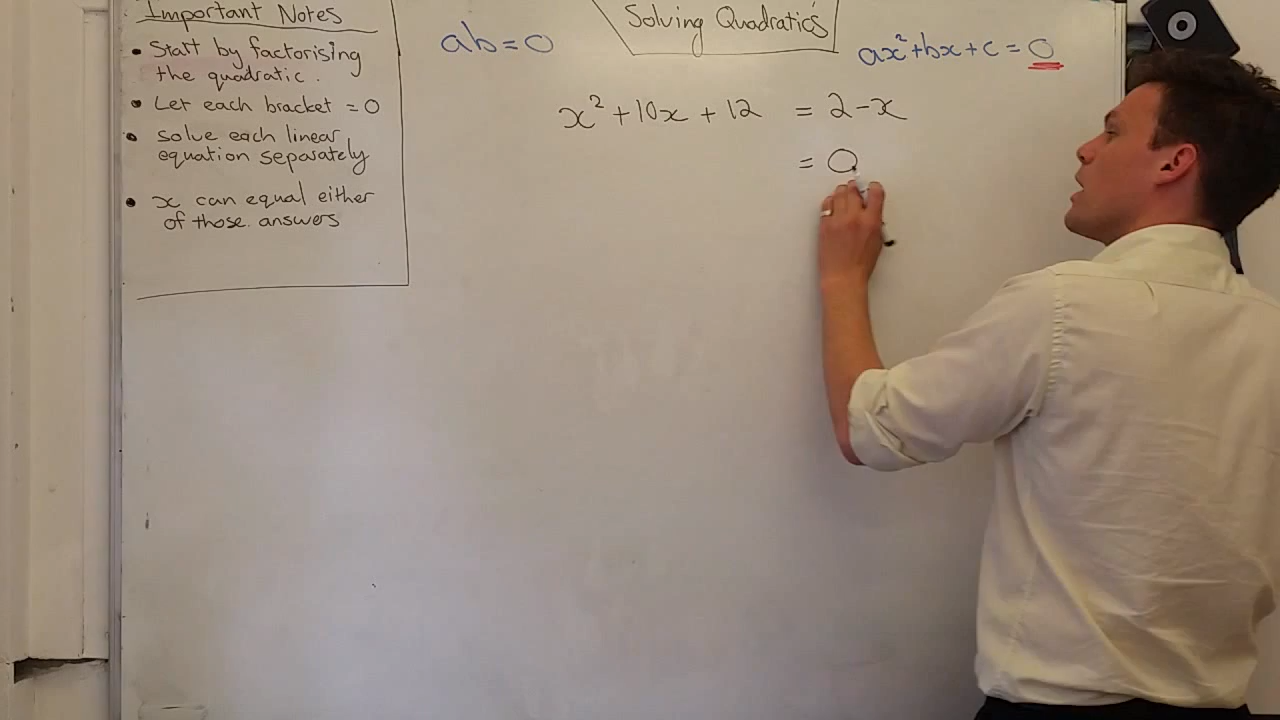 Important Notes
• Start by factorising
the quadratic.
• Let each bracket = 0
• solve each linear
equation separately
• x can equal either
of those answers
ab = 0
Solving Quadratics
ax² + bx + c = 0
x² + 10x + 12 = 2 - x
= 0